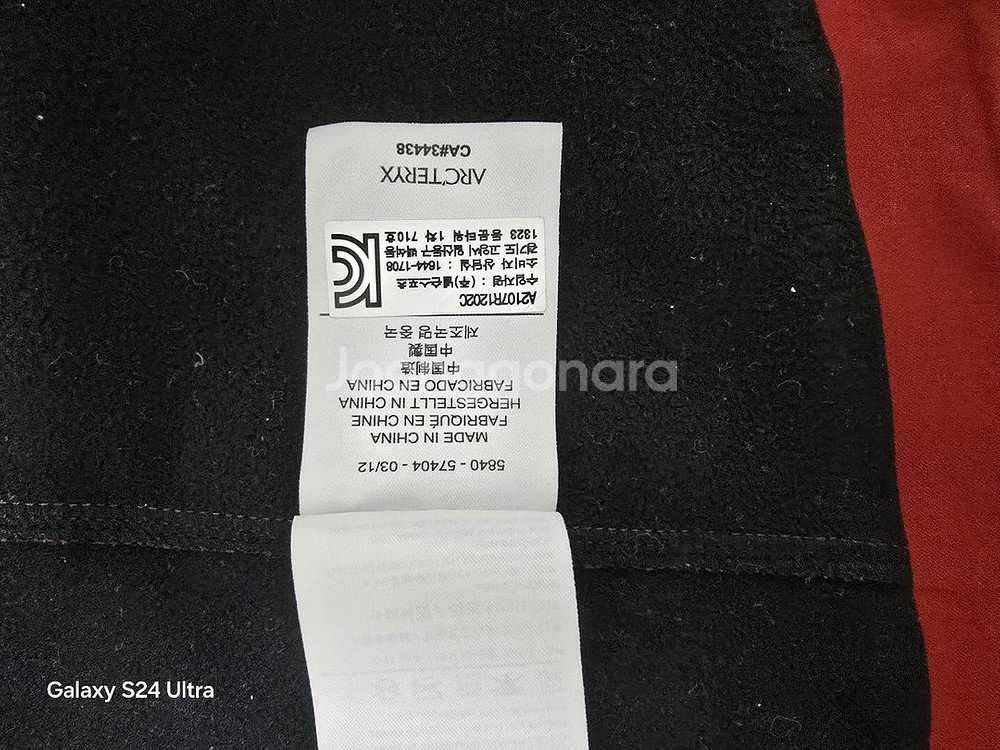 5840 - 57404 - 03/12
MADE IN CHINA
FABRIQUÉ EN CHINE
HERGESTELLT IN CHINA
FABRICADO EN CHINA
中国制造
中国製
제조국명 중국
A2107R1202C
수입자명 : (주)넬슨스포츠
소비자 상담실 : 1644-1708
경기도 고양시 일산동구 백석동
1323 동문타워 1차 710호
KC
ARC'TERYX
CA#34438
Joonggonara
Galaxy S24 Ultra